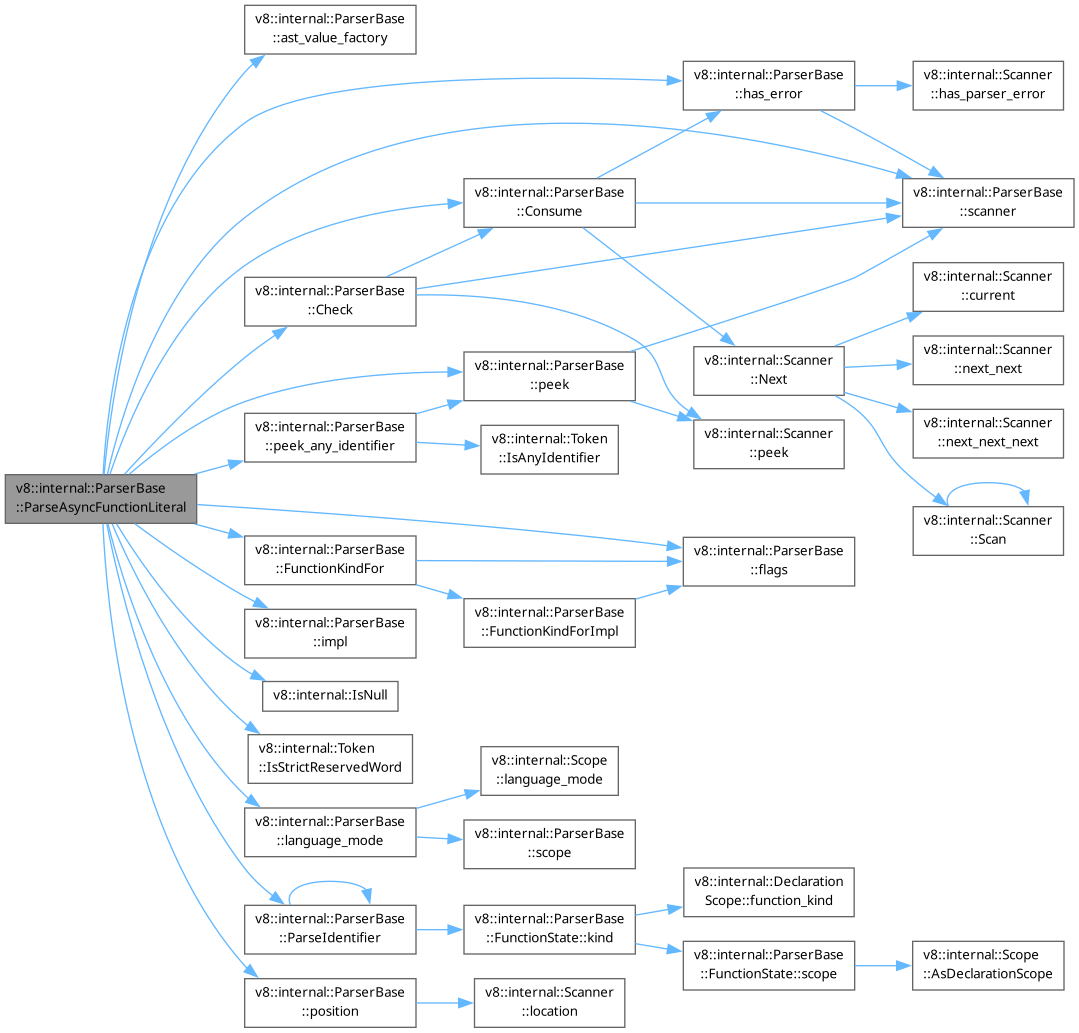 v8::internal::ParserBase
::ParseAsyncFunctionLiteral
v8::internal::ParserBase
::ast_value_factory
v8::internal::ParserBase
::Check
v8::internal::ParserBase
::peek_any_identifier
v8::internal::ParserBase
::FunctionKindFor
v8::internal::ParserBase
::impl
v8::internal::IsNull
v8::internal::Token
::IsStrictReservedWord
v8::internal::ParserBase
::language_mode
v8::internal::ParserBase
::ParseIdentifier
v8::internal::ParserBase
::position
v8::internal::ParserBase
::Consume
v8::internal::ParserBase
::peek
v8::internal::Token
::IsAnyIdentifier
v8::internal::ParserBase
::FunctionKindForImpl
v8::internal::Scope
::language_mode
v8::internal::ParserBase
::scope
v8::internal::ParserBase
::FunctionState::kind
v8::internal::Scanner
::location
v8::internal::ParserBase
::has_error
v8::internal::Scanner
::Next
v8::internal::Scanner
::peek
v8::internal::ParserBase
::flags
v8::internal::Declaration
Scope::function_kind
v8::internal::ParserBase
::FunctionState::scope
v8::internal::Scanner
::has_parser_error
v8::internal::ParserBase
::scanner
v8::internal::Scanner
::current
v8::internal::Scanner
::next_next
v8::internal::Scanner
::next_next_next
v8::internal::Scanner
::Scan
v8::internal::Scope
::AsDeclarationScope